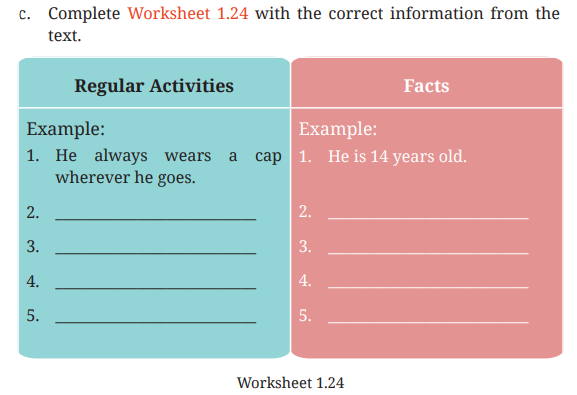 c. Complete Worksheet 1.24 with the correct information from the
text.
Regular Activities
Example:
1. He always wears a cap
wherever he goes.
2.
3.
4.
5.
Facts
Example:
1. He is 14 years old.
2.
3.
4.
5.
Worksheet 1.24